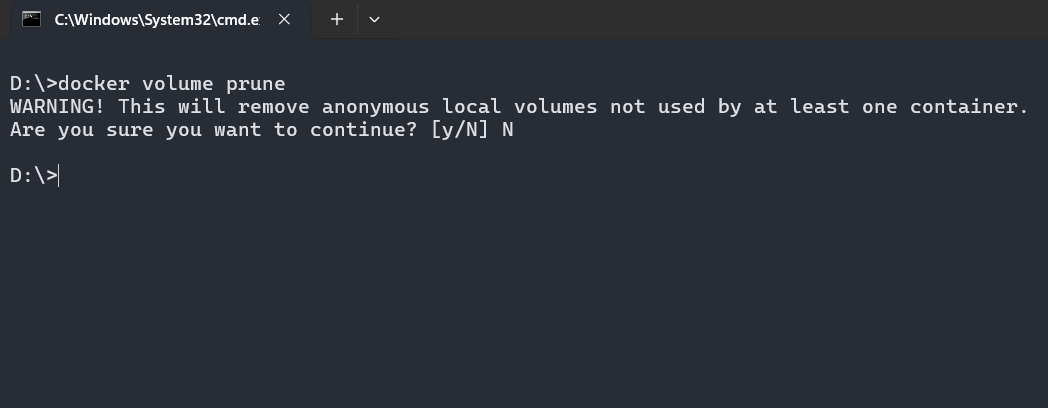 C:\Windows\System32\cmd.e
D:\>docker volume prune
WARNING! This will remove anonymous local volumes not used by at least one container.
Are you sure you want to continue? [y/N] N
D:\>